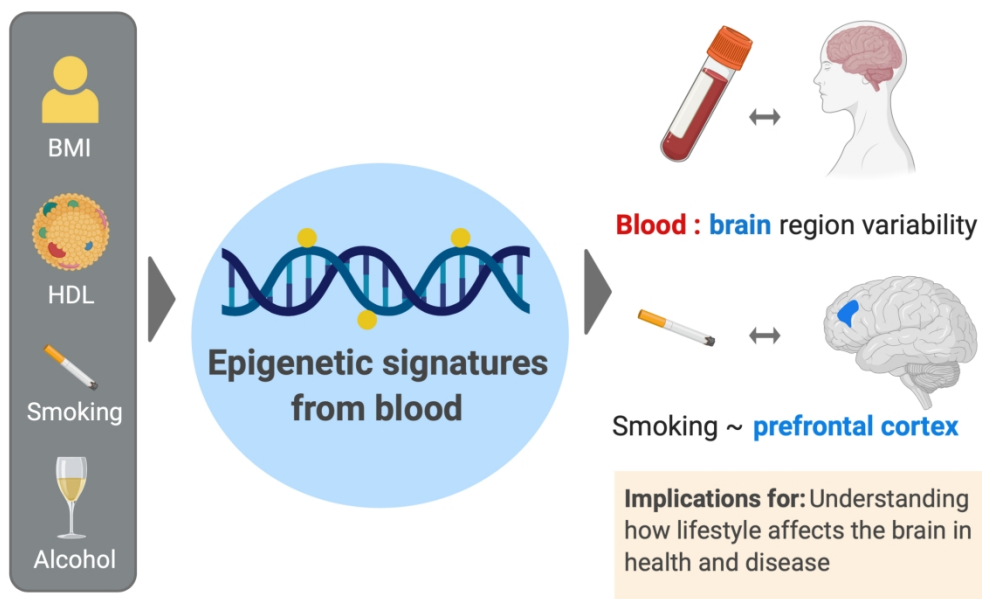 BMI
HDL
Smoking
Alcohol
Epigenetic signatures
from blood
Blood : brain region variability
Smoking ~ prefrontal cortex
Implications for: Understanding
how lifestyle affects the brain in
health and disease